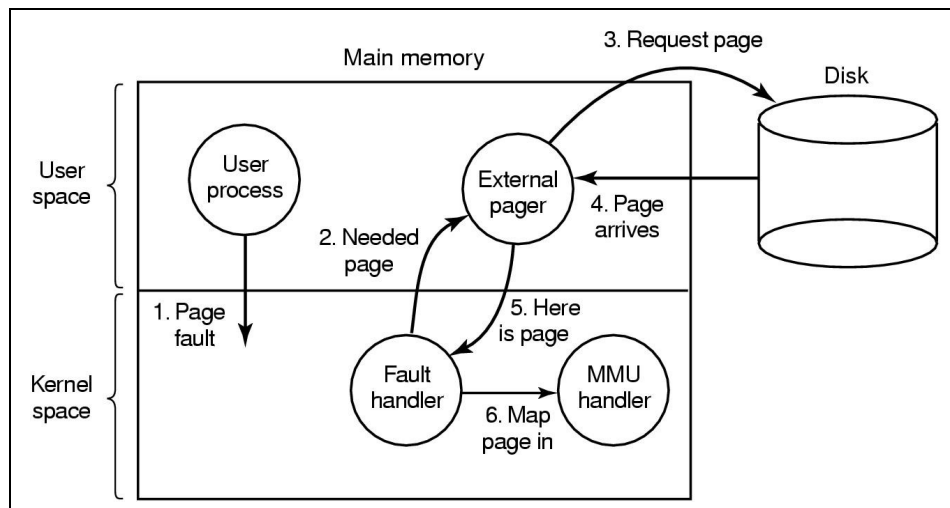 3. Request page
Main memory
Disk
User
space
User
process
External
pager
4. Page
arrives
2. Needed
page
1. Page
fault
5. Here
is page
Kernel
space
Fault
handler
MMU
handler
6. Map
page in